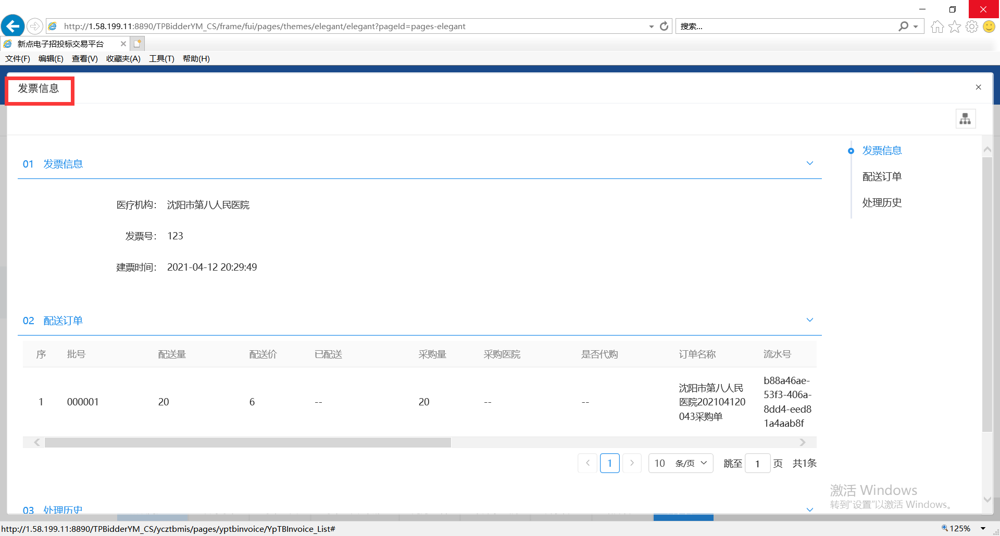 http://1.58.199.11:8890/TPBidderYM_CS/frame/fui/pages/themes/elegant/elegant?pageId=pages-elegant
搜索...
新点电子招投标交易平台
文件(F) 编辑(E) 查看(V) 收藏夹(A) 工具(T) 帮助(H)
发票信息
01 发票信息
医疗机构： 沈阳市第八人民医院
发票号： 123
建票时间： 2021-04-12 20:29:49
发票信息
配送订单
处理历史
02 配送订单
序 批号 配送量 配送价 已配送 采购量 采购医院 是否代购 订单名称 流水号
1 000001 20 6 -- 20 -- -- 沈阳市第八人民
医院202104120
043采购单
b88a46ae-
53f3-406a-
8dd4-eed8
1a4aab8f
1 10 条/页 跳至 1 页 共1条
03 处理历史
激活 Windows
转到“设置”以激活 Windows。
http://1.58.199.11:8890/TPBidderYM_CS/ycztbmis/pages/yptbinvoice/YpTBInvoice_List#
125%